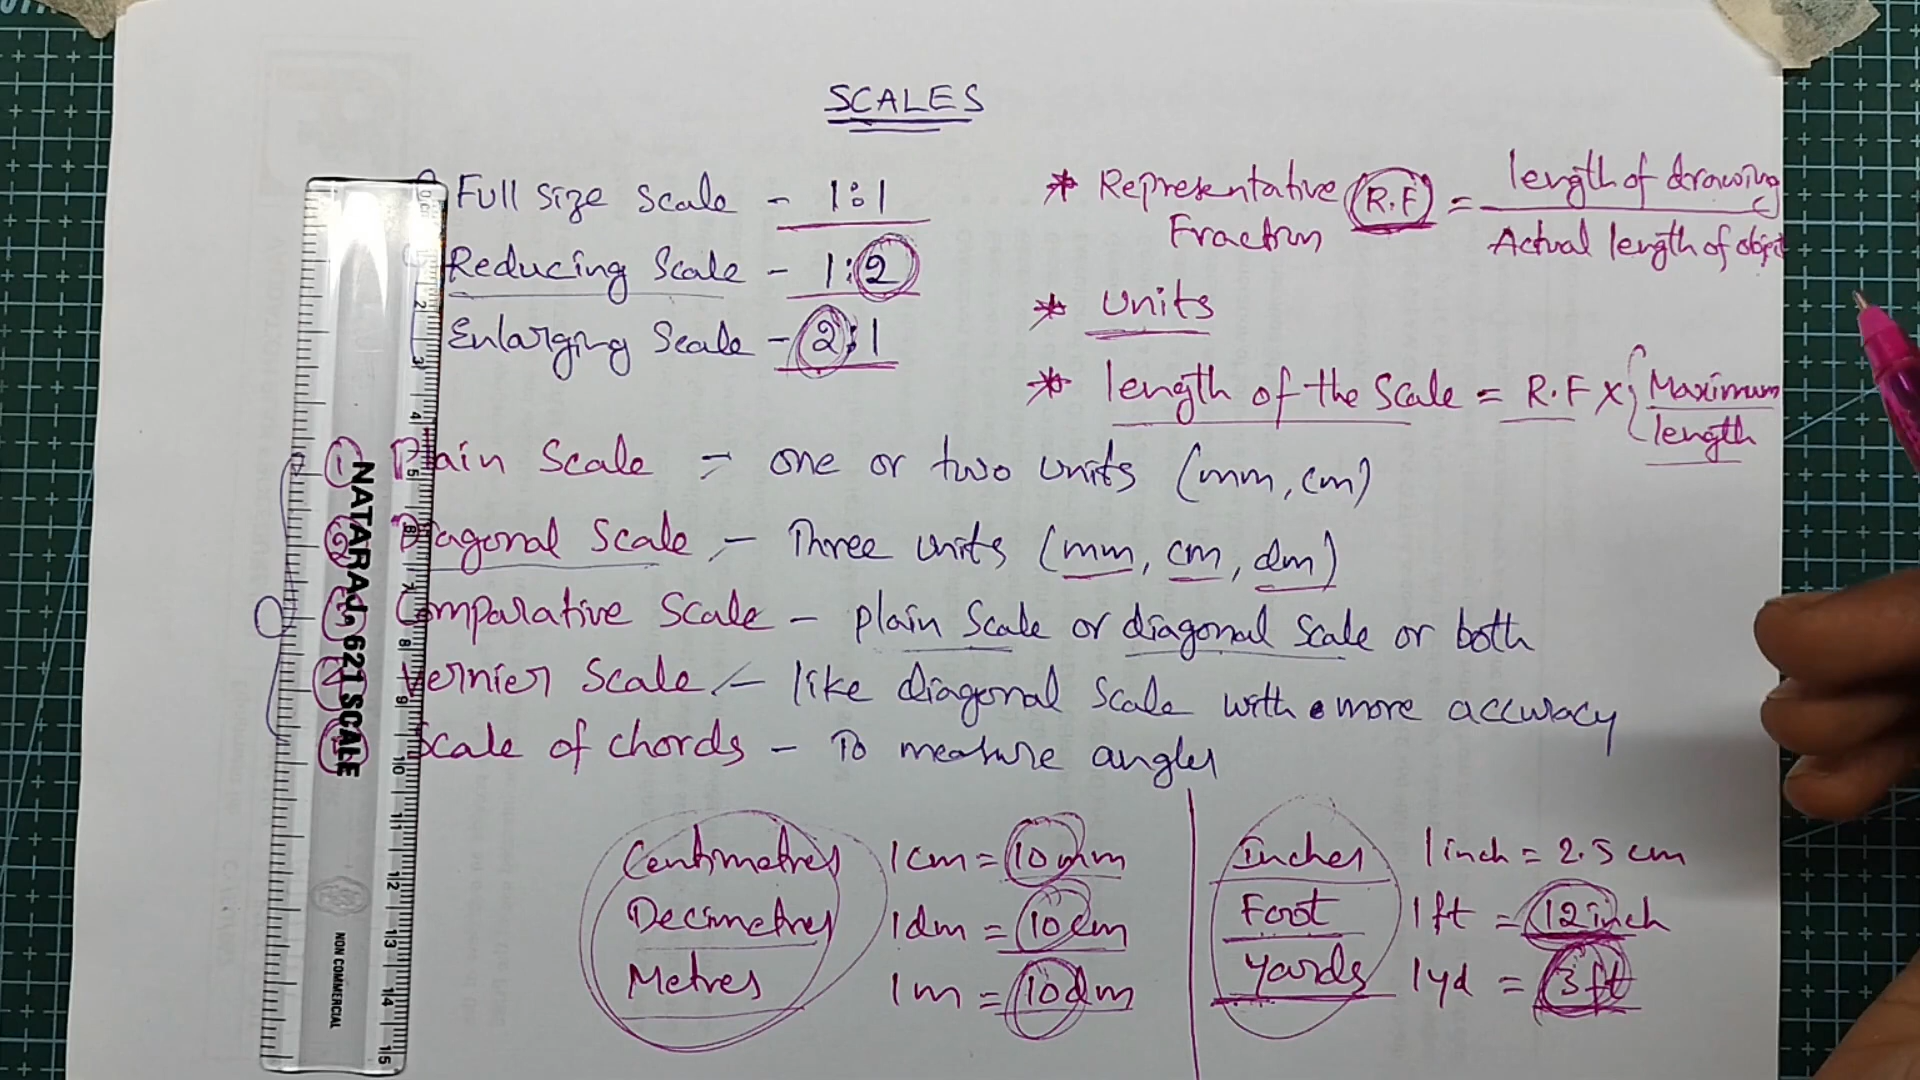 SCALES
Full size scale - 1:1
Reducing Scale - 1:2
Enlarging Scale - 2:1
* Representative Fraction (R.F) = length of drawing / Actual length of object
* Units
* length of the Scale = R.F X { Maximum length
① Plain Scale - one or two units (mm, cm)
② Diagonal Scale - Three units (mm, cm, dm)
③ Comparative Scale - plain Scale or diagonal Scale or both
④ Vernier Scale - like diagonal Scale with more accuracy
⑤ Scale of chords - To measure angles
Centimetres 1cm = 10mm
Decimetres 1dm = 10cm
Metres 1m = 10dm
Inches 1 inch = 2.5 cm
Foot 1ft = 12 inch
Yards 1yd = 3ft
NATARAJ 621 SCALE
NON COMMERCIAL
2 3 4 5 6 7 8 9 10 11 12 13 14 15